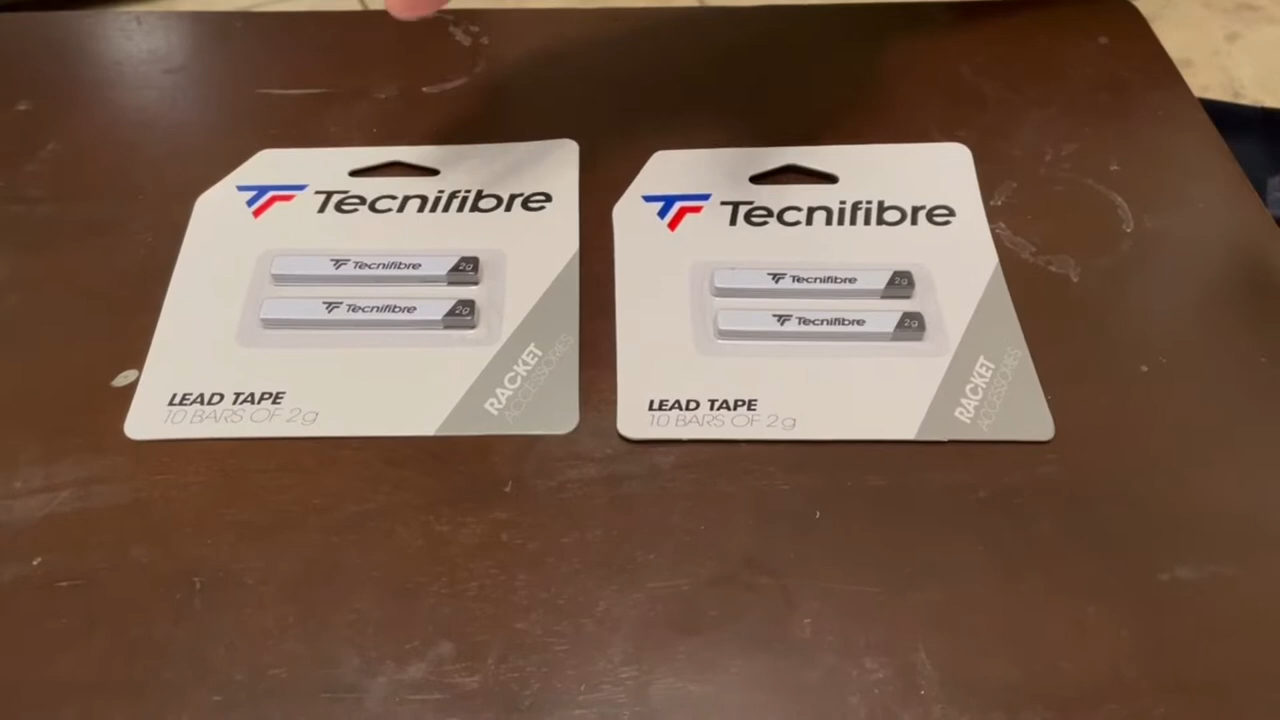 Tecnifibre
Tecnifibre 2g
Tecnifibre 2g
LEAD TAPE
10 BARS OF 2g
RACKET
ACCESSORIES
Tecnifibre
Tecnifibre 2g
Tecnifibre 2g
LEAD TAPE
10 BARS OF 2g
RACKET
ACCESSORIES